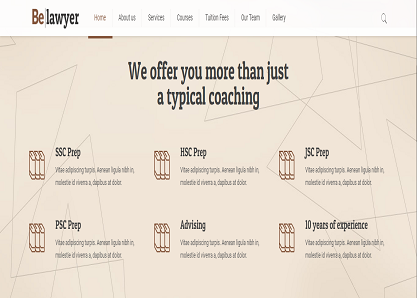 Be|lawyer Home About us Services Courses Tuition Fees Our Team Gallery
We offer you more than just
a typical coaching
SSC Prep HSC Prep JSC Prep
Vitae adipiscing turpis. Aenean ligula nibh in, Vitae adipiscing turpis. Aenean ligula nibh in, Vitae adipiscing turpis. Aenean ligula nibh in,
molestie id viverra a, dapibus at dolor. molestie id viverra a, dapibus at dolor. molestie id viverra a, dapibus at dolor.
PSC Prep Advising 10 years of experience
Vitae adipiscing turpis. Aenean ligula nibh in, Vitae adipiscing turpis. Aenean ligula nibh in, Vitae adipiscing turpis. Aenean ligula nibh in,
molestie id viverra a, dapibus at dolor. molestie id viverra a, dapibus at dolor. molestie id viverra a, dapibus at dolor.